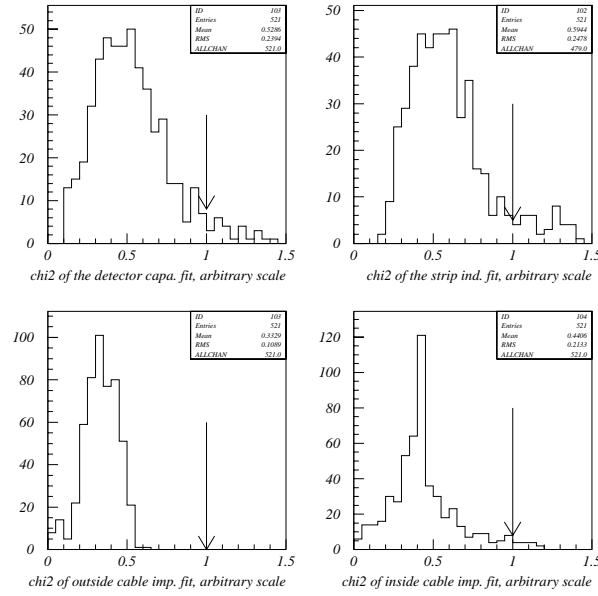 ID 103
Entries 521
Mean 0.5286
RMS 0.2394
ALLCHAN 521.0
50
40
30
20
10
0
0 0.5 1 1.5
chi2 of the detector capa. fit, arbitrary scale
ID 102
Entries 521
Mean 0.5944
RMS 0.2478
ALLCHAN 479.0
50
40
30
20
10
0
0 0.5 1 1.5
chi2 of the strip ind. fit, arbitrary scale
ID 103
Entries 521
Mean 0.3329
RMS 0.1089
ALLCHAN 521.0
100
80
60
40
20
0
0 0.5 1 1.5
chi2 of outside cable imp. fit, arbitrary scale
ID 104
Entries 521
Mean 0.4406
RMS 0.2133
ALLCHAN 521.0
120
100
80
60
40
20
0
0 0.5 1 1.5
chi2 of inside cable imp. fit, arbitrary scale